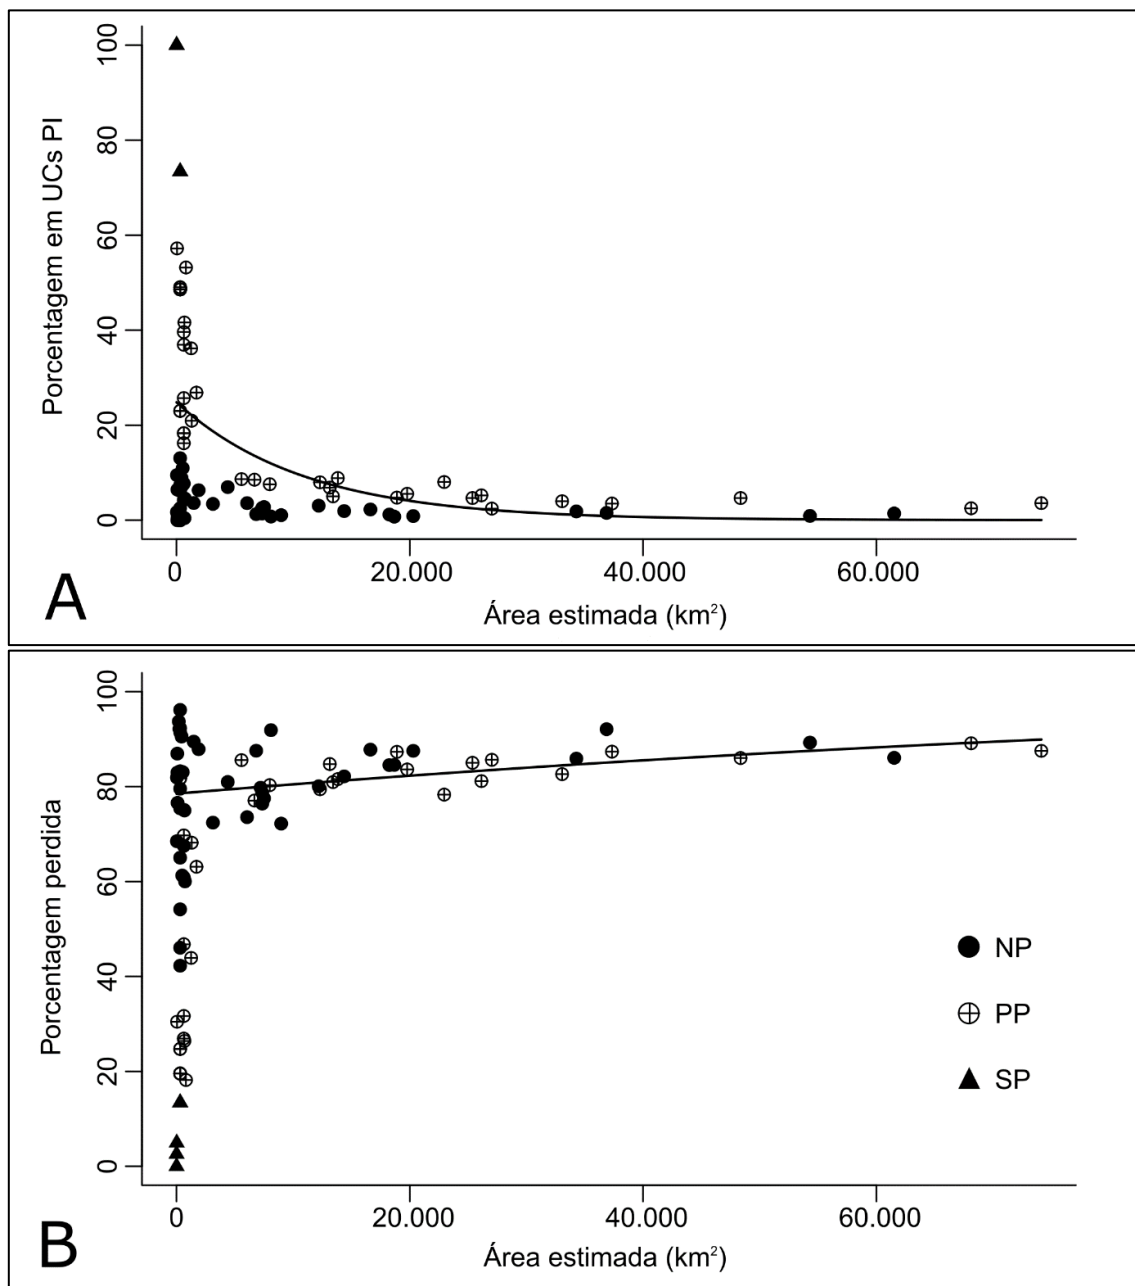 100
80
60
40
20
0
Porcentagem em UCs PI
0 20.000 40.000 60.000
Área estimada (km²)
A
100
80
60
40
20
0
Porcentagem perdida
NP
PP
SP
0 20.000 40.000 60.000
Área estimada (km²)
B